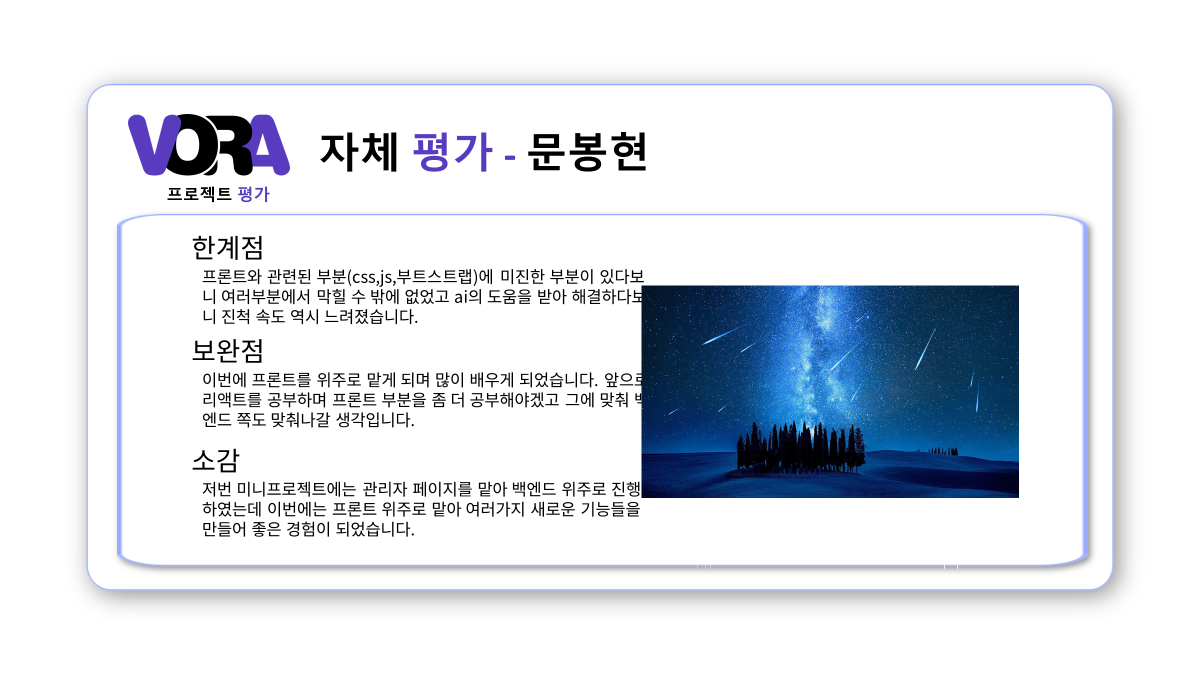 VORA
프로젝트 평가
자체 평가 - 문봉현
한계점
프론트와 관련된 부분(css,js,부트스트랩)에 미진한 부분이 있다보
니 여러부분에서 막힐 수 밖에 없었고 ai의 도움을 받아 해결하다보
니 진척 속도 역시 느려졌습니다.
보완점
이번에 프론트를 위주로 맡게 되며 많이 배우게 되었습니다. 앞으로
리액트를 공부하며 프론트 부분을 좀 더 공부해야겠고 그에 맞춰
엔드 쪽도 맞춰나갈 생각입니다.
소감
저번 미니프로젝트에는 관리자 페이지를 맡아 백엔드 위주로 진행
하였는데 이번에는 프론트 위주로 맡아 여러가지 새로운 기능들을
만들어 좋은 경험이 되었습니다.